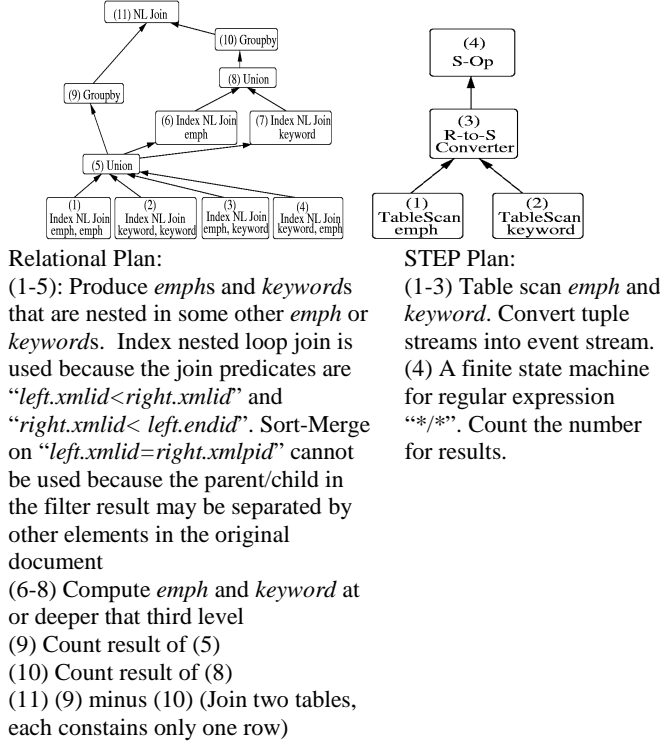 (11) NL Join
(10) Groupby
(9) Groupby
(8) Union
(6) Index NL Join
emph
(7) Index NL Join
keyword
(5) Union
(1)
Index NL Join
emph, emph
(2)
Index NL Join
keyword, keyword
(3)
Index NL Join
emph, keyword
(4)
Index NL Join
keyword, emph
(4)
S-Op
(3)
R-to-S
Converter
(1)
TableScan
emph
(2)
TableScan
keyword
Relational Plan:
(1-5): Produce emphs and keywords
that are nested in some other emph or
keywords. Index nested loop join is
used because the join predicates are
“left.xmlid<right.xmlid” and
“right.xmlid< left.endid”. Sort-Merge
on “left.xmlid=right.xmlpid” cannot
be used because the parent/child in
the filter result may be separated by
other elements in the original
document
(6-8) Compute emph and keyword at
or deeper that third level
(9) Count result of (5)
(10) Count result of (8)
(11) (9) minus (10) (Join two tables,
each constains only one row)
STEP Plan:
(1-3) Table scan emph and
keyword. Convert tuple
streams into event stream.
(4) A finite state machine
for regular expression
“*/*”. Count the number
for results.